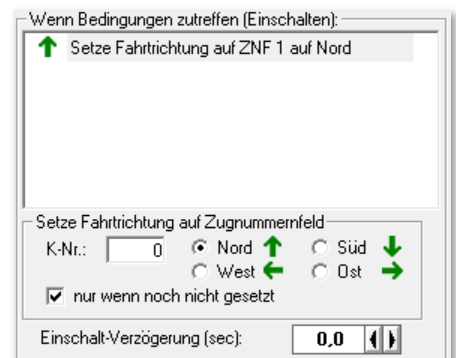 Wenn Bedingungen zutreffen (Einschalten):
Setze Fahrtrichtung auf ZNF 1 auf Nord
Setze Fahrtrichtung auf Zugnummernfeld
K-Nr.: 0 Nord Süd
West Ost
nur wenn noch nicht gesetzt
Einschalt-Verzögerung (sec): 0,0